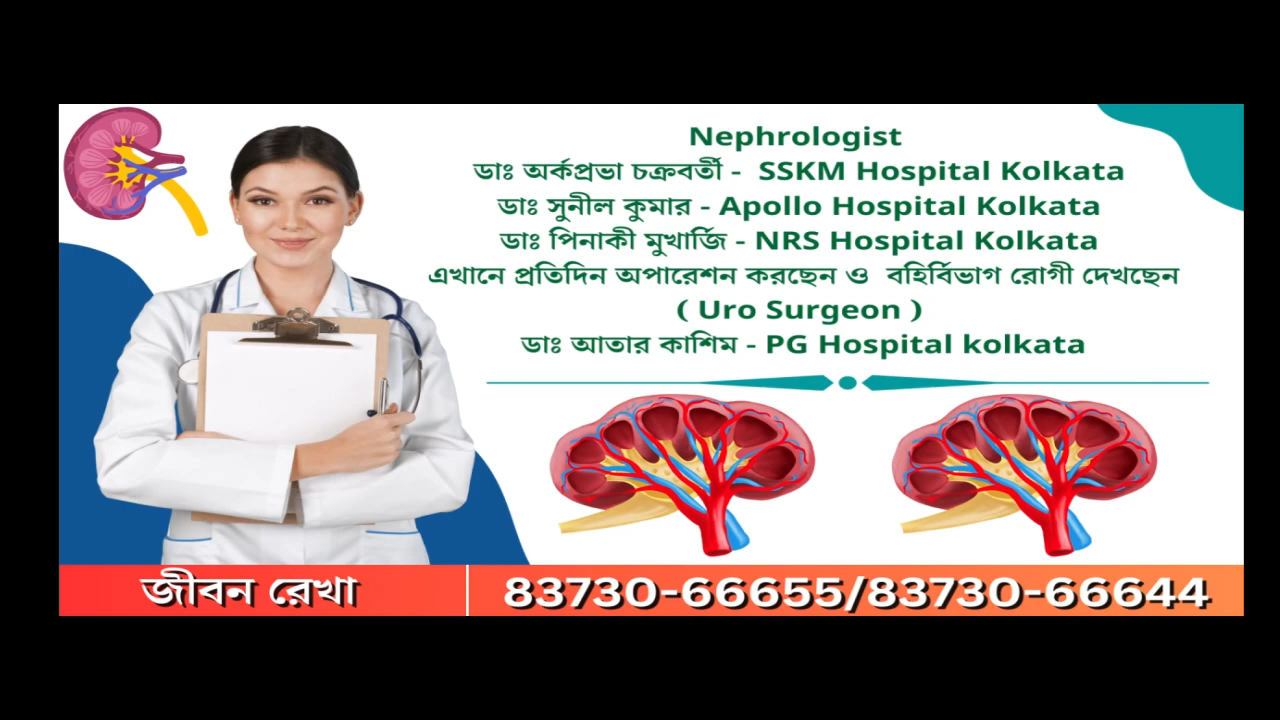 Nephrologist
ডাঃ অর্কপ্রভা চক্রবর্তী - SSKM Hospital Kolkata
ডাঃ সুনীল কুমার - Apollo Hospital Kolkata
ডাঃ পিনাকী মুখার্জি - NRS Hospital Kolkata
এখানে প্রতিদিন অপারেশন করছেন ও বহির্বিভাগ রোগী দেখছেন
( Uro Surgeon )
ডাঃ আতার কাশিম - PG Hospital kolkata
জীবন রেখা
83730-66655/83730-66644